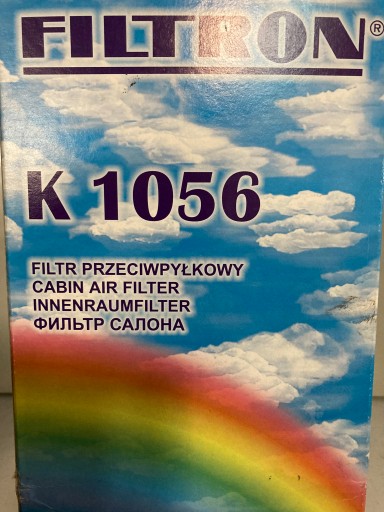 FILTRON®
K 1056
FILTR PRZECIWPYŁKOWY
CABIN AIR FILTER
INNENRAUMFILTER
ФИЛЬТР САЛОНА